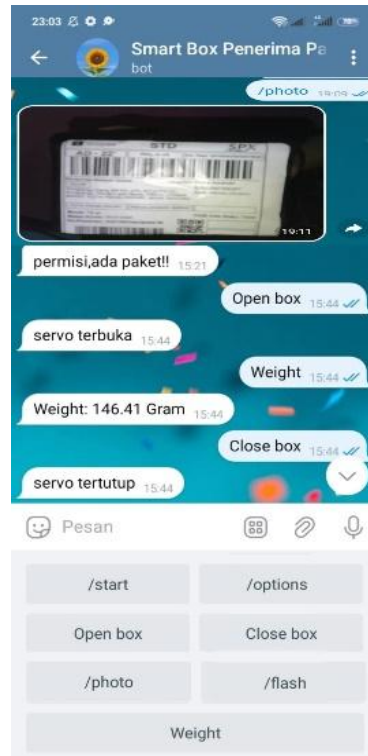 23:03
Smart Box Penerima Pa
bot
/photo 19:09
STD SPX
19:11
permisi,ada paket!! 15:21
Open box 15:44
servo terbuka 15:44
Weight 15:44
Weight: 146.41 Gram 15:44
Close box 15:44
servo tertutup 15:44
Pesan
/start /options
Open box Close box
/photo /flash
Weight